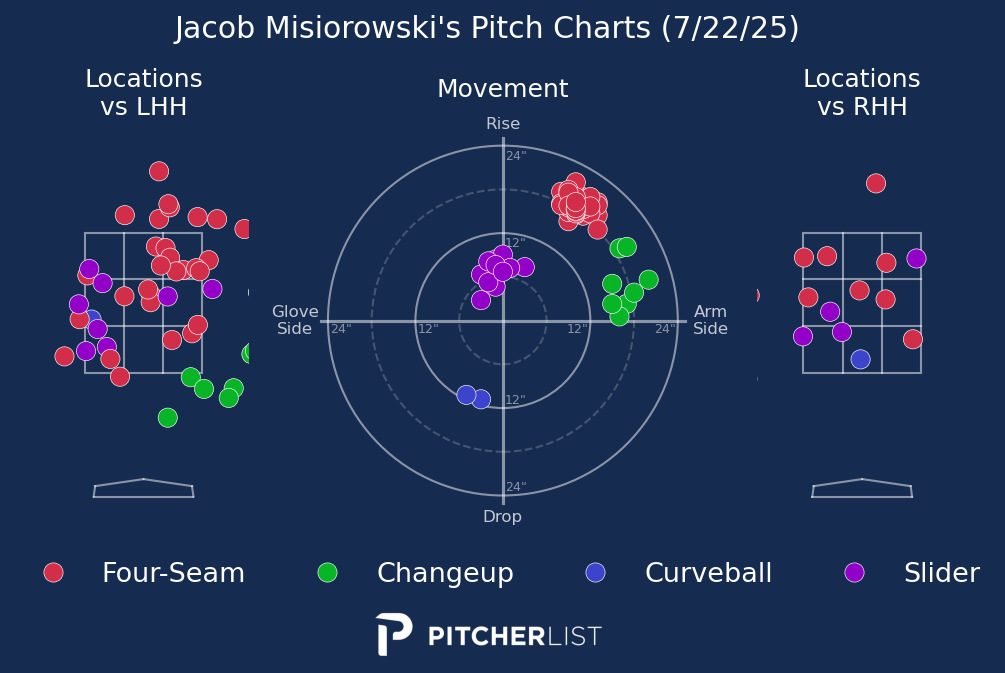 Jacob Misiorowski's Pitch Charts (7/22/25)
Locations
vs LHH
Movement
Locations
vs RHH
Rise
24"
12"
Glove
Side
24"
12"
12"
24"
Arm
Side
12"
24"
Drop
Four-Seam
Changeup
Curveball
Slider
PITCHERLIST